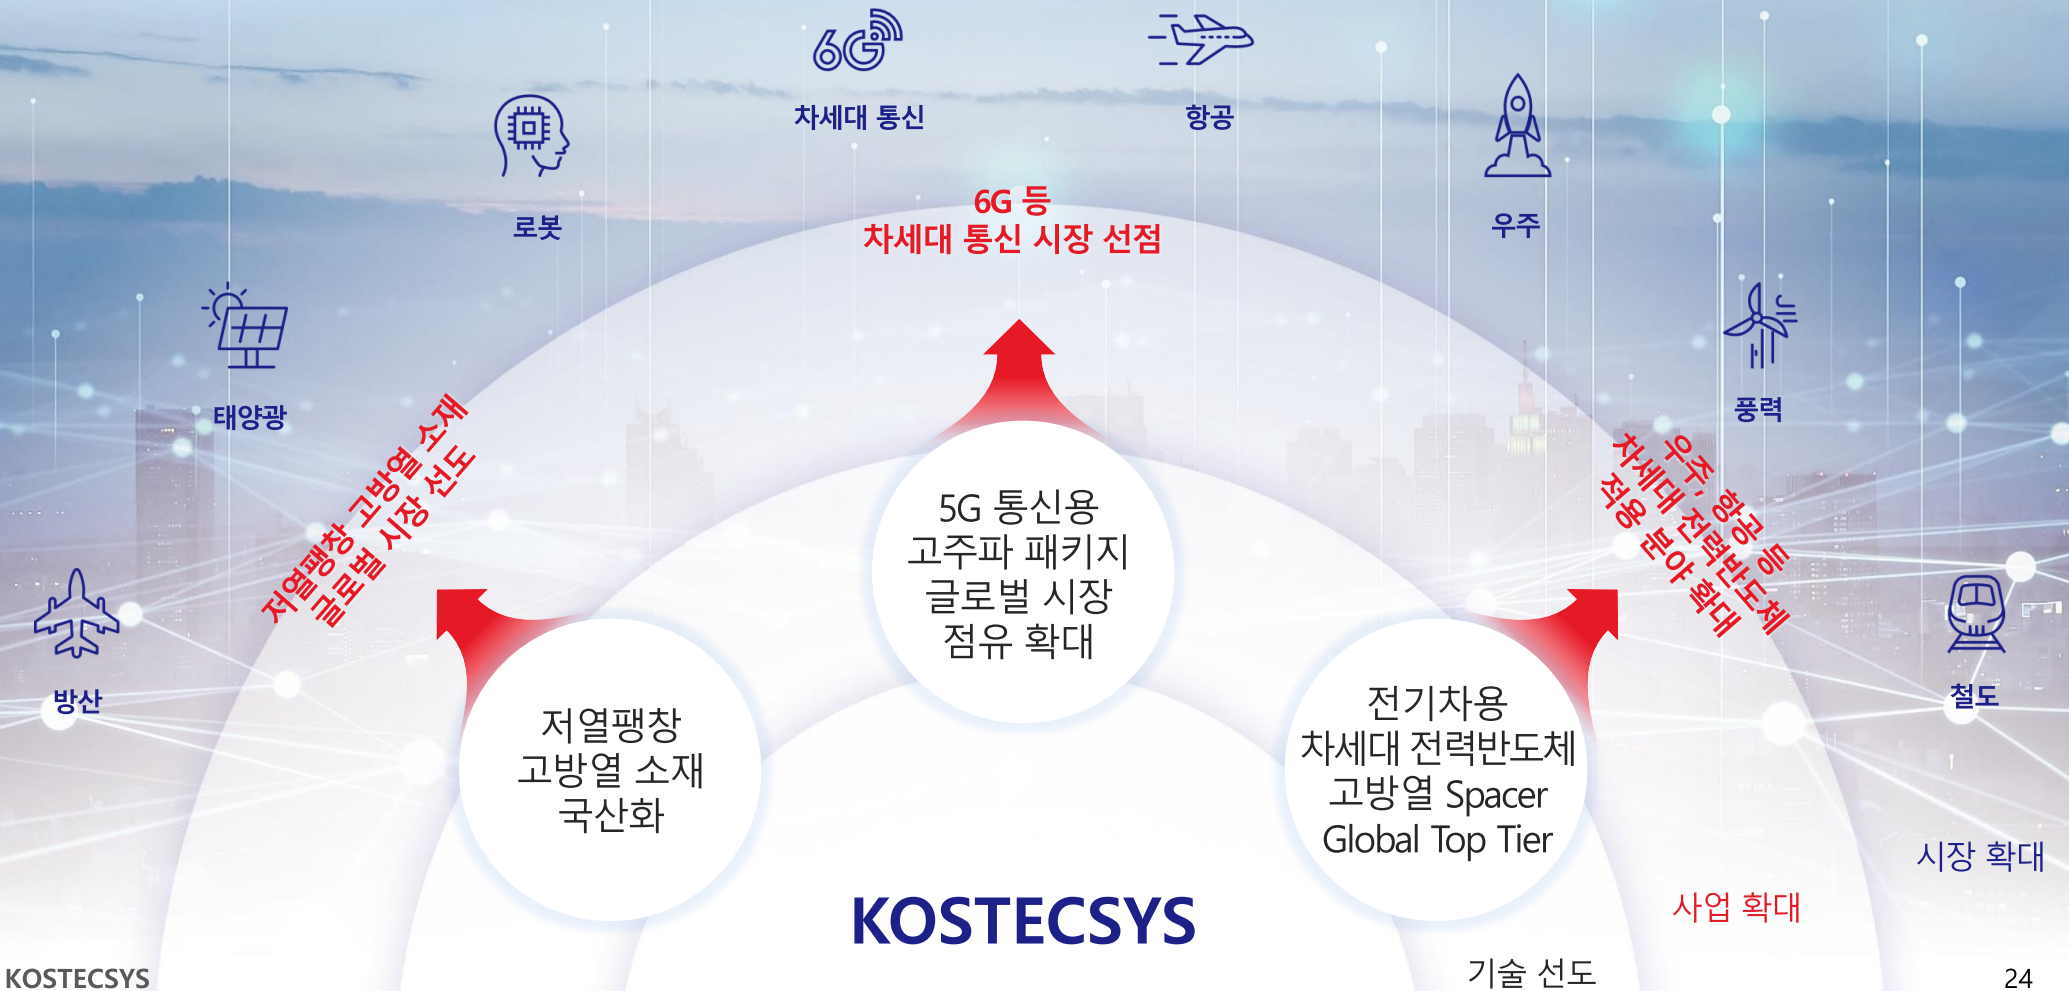 6G
차세대 통신
항공
로봇
우주
6G 등
차세대 통신 시장 선점
태양광
풍력
저열팽창 고방열 소재
글로벌 시장 선도
우주, 항공 등
차세대 전력반도체
적용 분야 확대
방산
철도
5G 통신용
고주파 패키지
글로벌 시장
점유 확대
저열팽창
고방열 소재
국산화
전기차용
차세대 전력반도체
고방열 Spacer
Global Top Tier
KOSTECSYS
시장 확대
사업 확대
기술 선도
KOSTECSYS
24